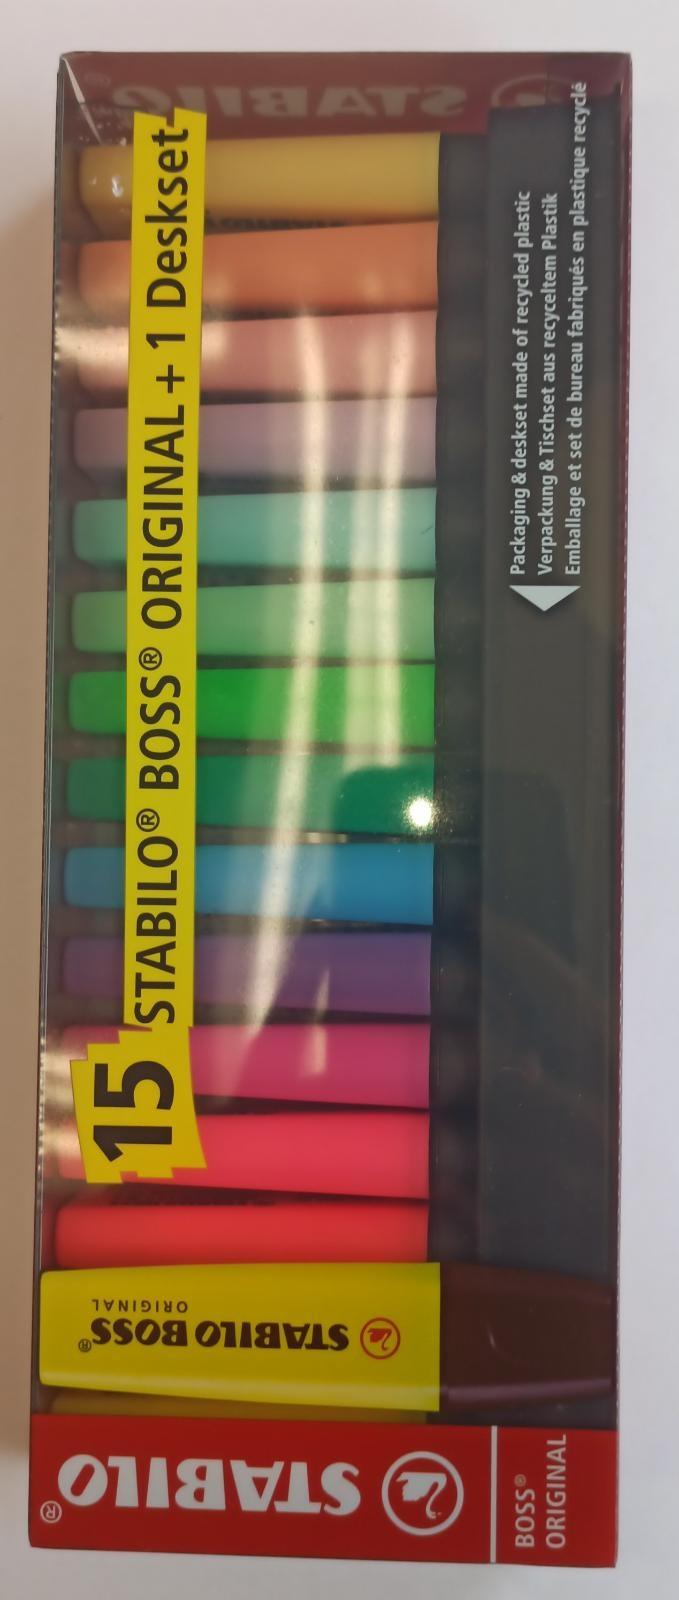 STABILO
15
STABILO® BOSS® ORIGINAL + 1 Deskset
Packaging & deskset made of recycled plastic
Verpackung & Tischset aus recyceltem Plastik
Emballage et set de bureau fabriqués en plastique recyclé
STABILO BOSS®
ORIGINAL
STABILO®
BOSS®
ORIGINAL